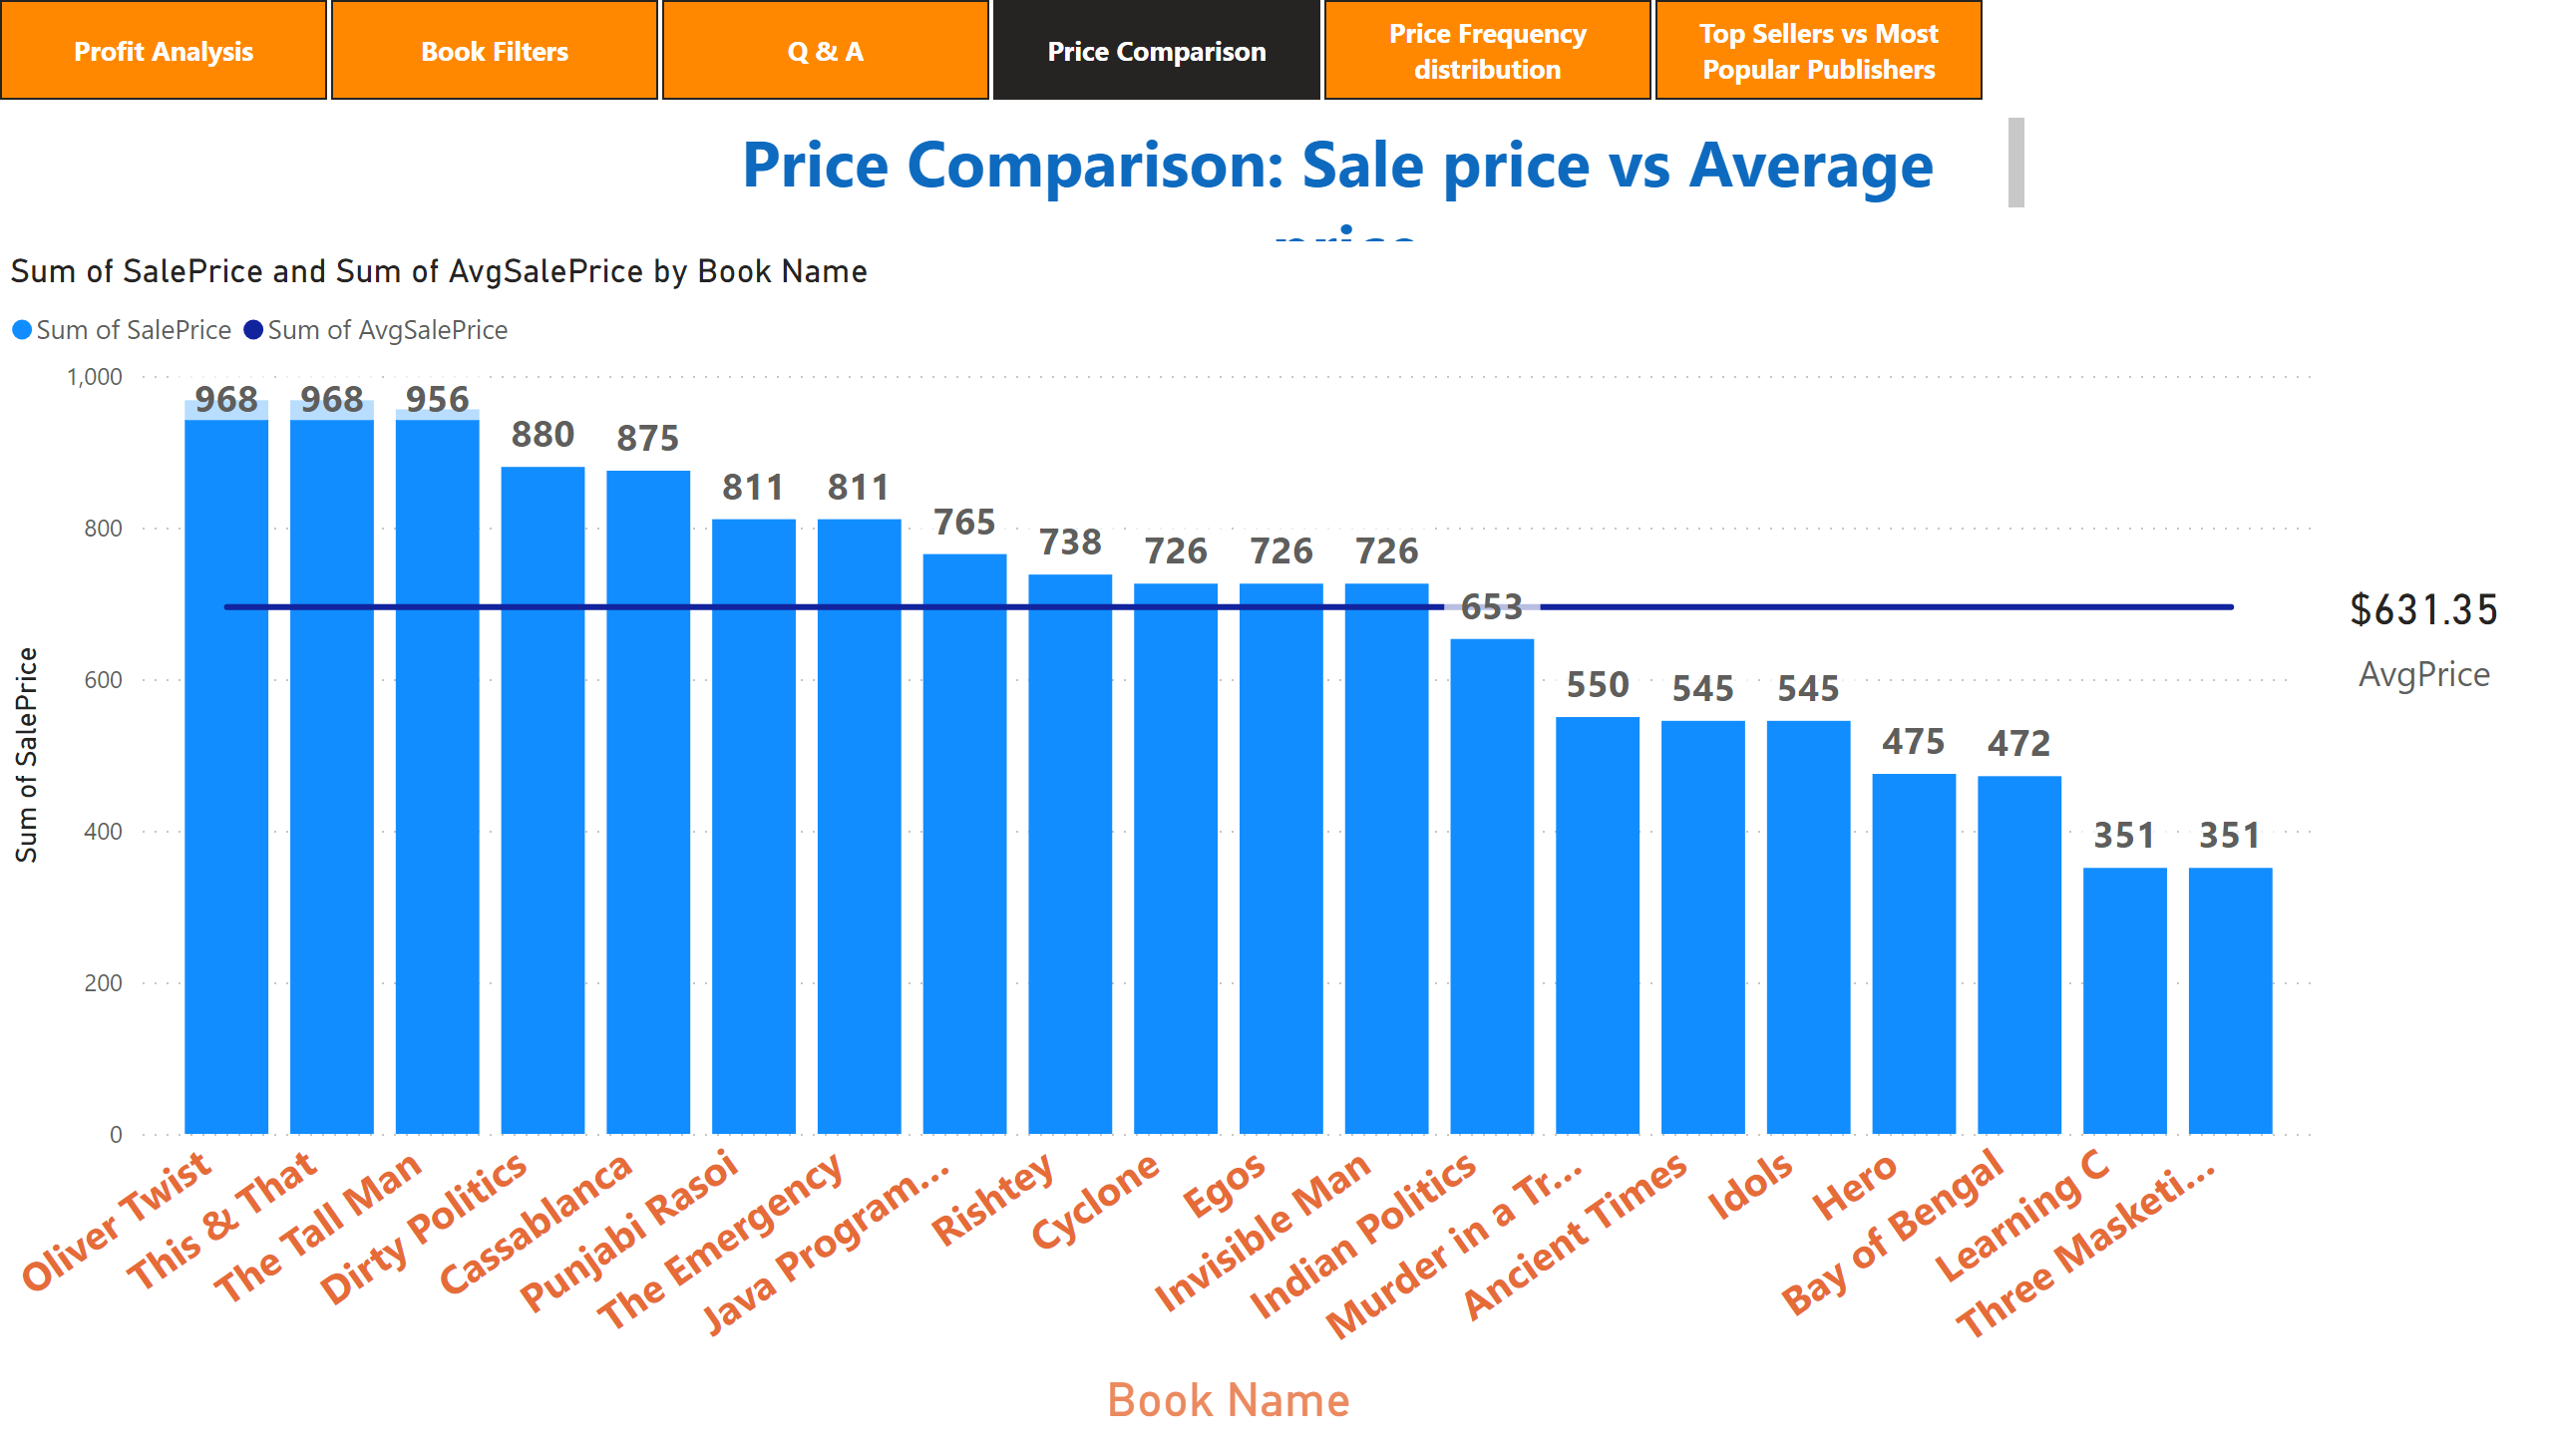 Profit Analysis
Book Filters
Q & A
Price Comparison
Price Frequency
distribution
Top Sellers vs Most
Popular Publishers
Price Comparison: Sale price vs Average
price
Sum of SalePrice and Sum of AvgSalePrice by Book Name
Sum of SalePrice
Sum of AvgSalePrice
Sum of SalePrice
1,000
800
600
400
200
0
968
968
956
880
875
811
811
765
738
726
726
726
653
550
545
545
475
472
351
351
$631.35
AvgPrice
Oliver Twist
This & That
The Tall Man
Dirty Politics
Cassablanca
Punjabi Rasoi
The Emergency
Java Program...
Rishtey
Cyclone
Egos
Invisible Man
Indian Politics
Murder in a Tr...
Ancient Times
Idols
Hero
Bay of Bengal
Learning C
Three Masketi...
Book Name